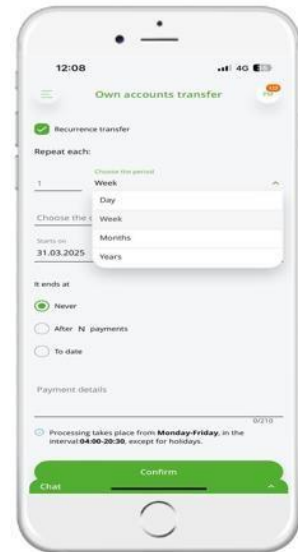 12:08
4G
Own accounts transfer
Recurrence transfer
Repeat each:
Choose the period
1
Week
Day
Week
Months
Years
Choose the
Starts on
31.03.2025
It ends at
Never
After N payments
To date
Payment details
0/210
Processing takes place from Monday-Friday, in the
interval 04:00-20:30, except for holidays.
Confirm
Chat